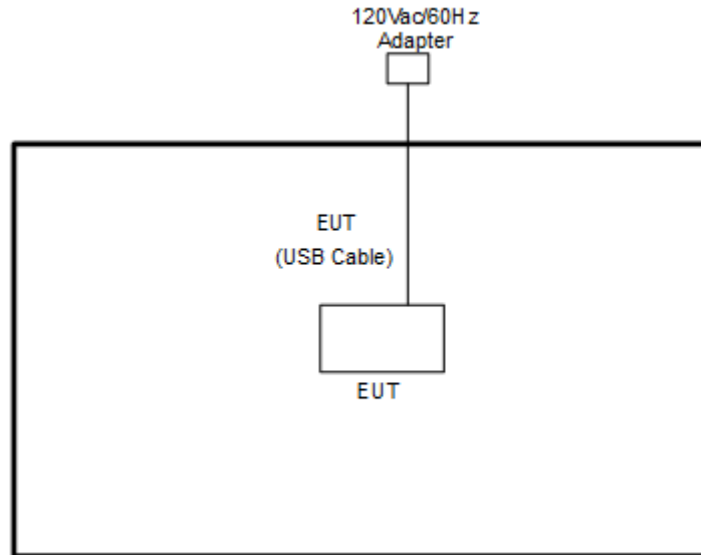 120Vac/60Hz
Adapter
EUT
(USB Cable)
EUT